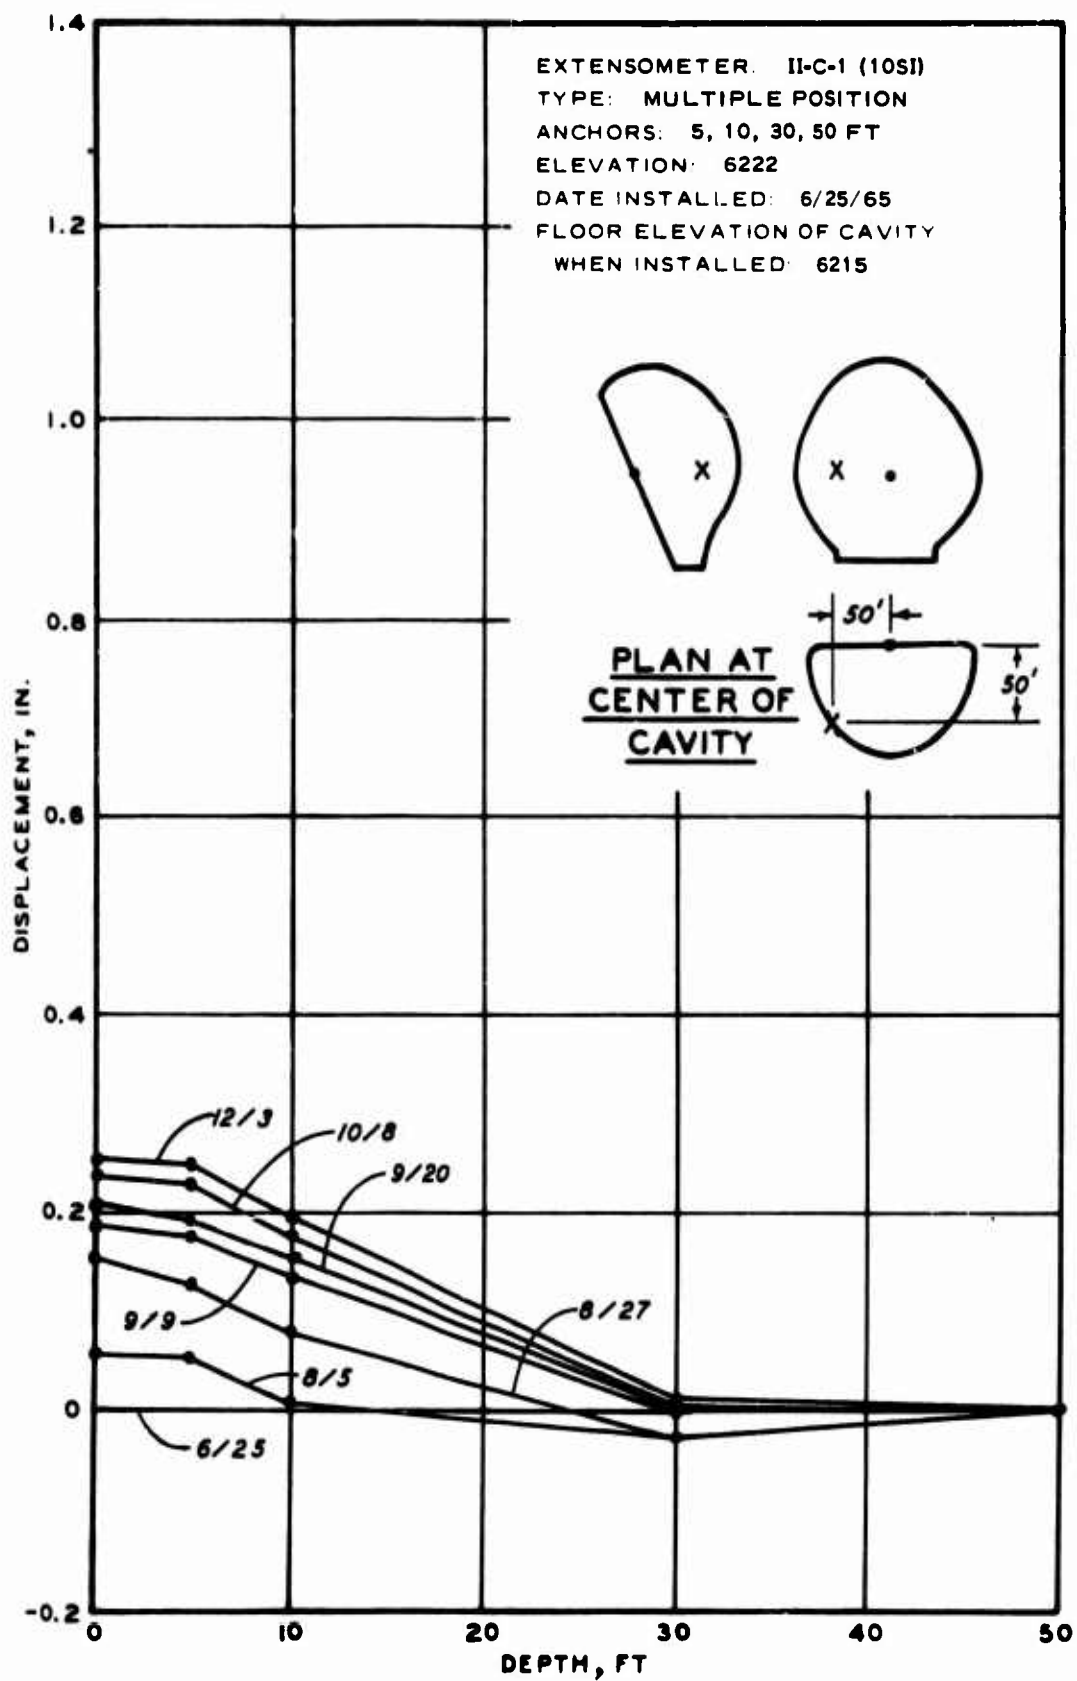 EXTENSOMETER. II-C-1 (10SI)
TYPE: MULTIPLE POSITION
ANCHORS: 5, 10, 30, 50 FT
ELEVATION: 6222
DATE INSTALLED: 6/25/65
FLOOR ELEVATION OF CAVITY
WHEN INSTALLED: 6215
X
X
50'
50'
X
PLAN AT
CENTER OF
CAVITY
DISPLACEMENT, IN.
1.4
1.2
1.0
0.8
0.6
0.4
0.2
0
-0.2
12/3
10/8
9/20
9/9
8/27
8/5
6/25
0 10 20 30 40 50
DEPTH, FT